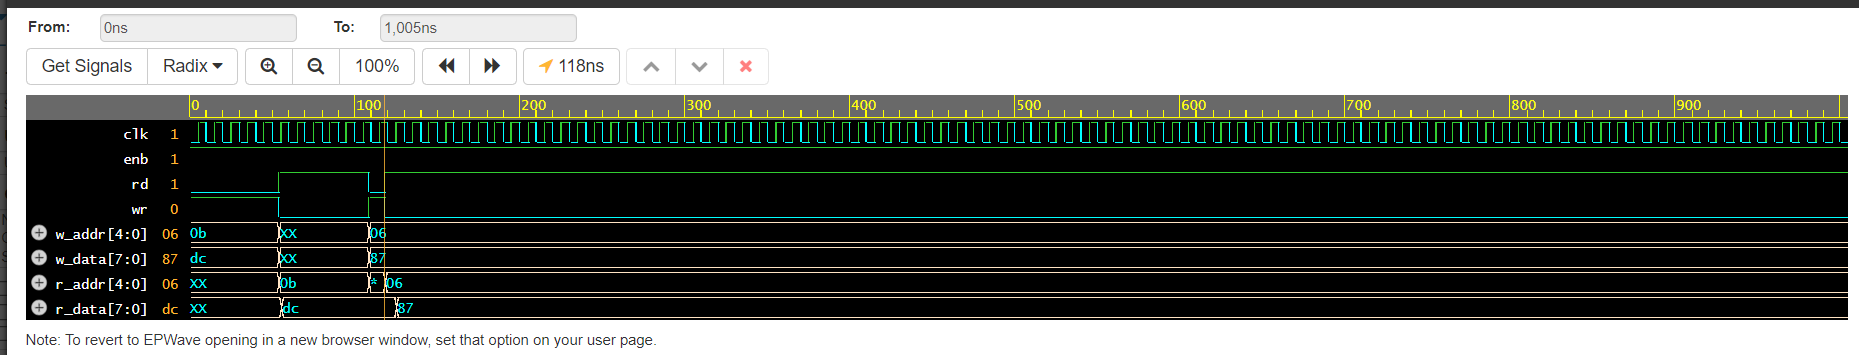 From: 0ns To: 1,005ns
Get Signals Radix 100% 118ns
0 100 200 300 400 500 600 700 800 900
clk 1
enb 1
rd 1
wr 0
w_addr[4:0] 06 0b XX 06
w_data[7:0] 87 dc XX 87
r_addr[4:0] 06 XX 0b * 06
r_data[7:0] dc XX dc 87
Note: To revert to EPWave opening in a new browser window, set that option on your user page.